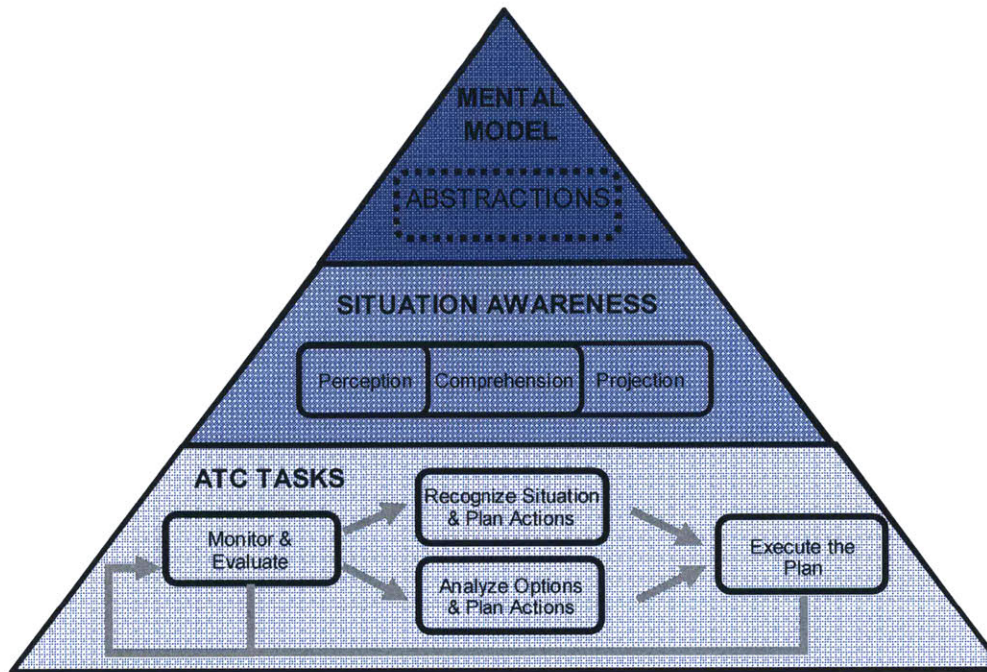 MENTAL
MODEL
ABSTRACTIONS
SITUATION AWARENESS
Perception Comprehension Projection
ATC TASKS
Recognize Situation
& Plan Actions
Monitor &
Evaluate
Execute the
Plan
Analyze Options
& Plan Actions